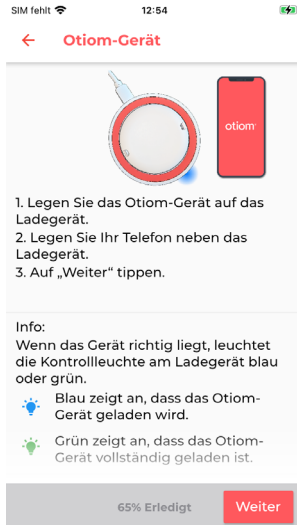 SIM fehlt 12:54
Otiom-Gerät
otiom
1. Legen Sie das Otiom-Gerät auf das
Ladegerät.
2. Legen Sie Ihr Telefon neben das
Ladegerät.
3. Auf „Weiter“ tippen.
Info:
Wenn das Gerät richtig liegt, leuchtet
die Kontrollleuchte am Ladegerät blau
oder grün.
Blau zeigt an, dass das Otiom-
Gerät geladen wird.
Grün zeigt an, dass das Otiom-
Gerät vollständig geladen ist.
65% Erledigt
Weiter